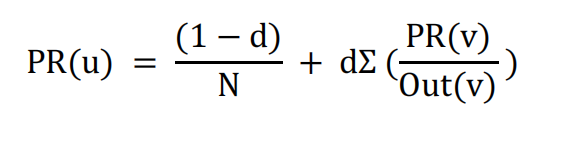 PR(u) = (1 − d)/N + dΣ (PR(v)/Out(v))